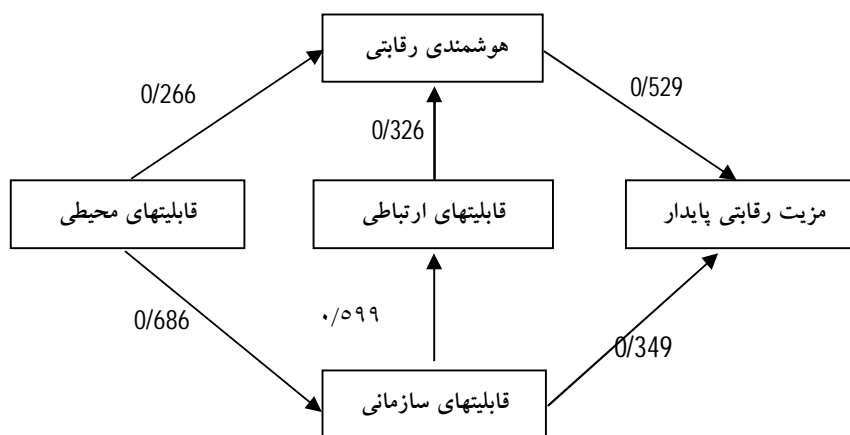 هوشمندی رقابتی
0/266
0/529
0/326
قابلیتهای محیطی
قابلیتهای ارتباطی
مزیت رقابتی پایدار
0/686
۰/۵۹۹
0/349
قابلیتهای سازمانی